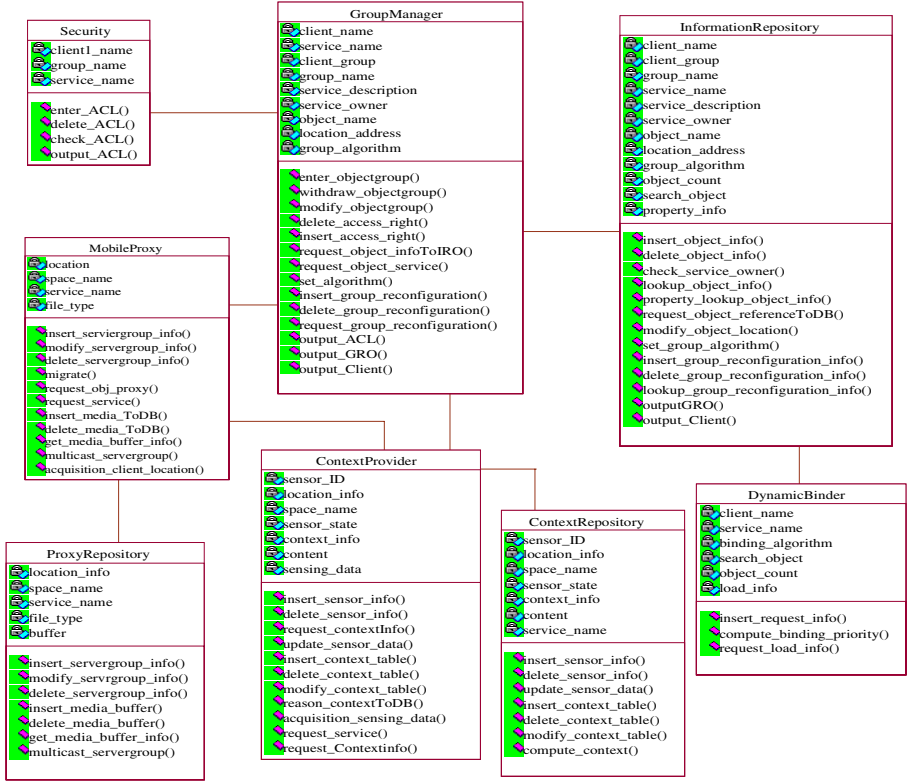 Security
client1_name
group_name
service_name
enter_ACL()
delete_ACL()
check_ACL()
output_ACL()
GroupManager
client_name
service_name
client_group
group_name
service_description
service_owner
object_name
location_address
group_algorithm
enter_objectgroup()
withdraw_objectgroup()
modify_objectgroup()
delete_access_right()
insert_access_right()
request_object_infoToIRO()
request_object_service()
set_algorithm()
insert_group_reconfiguration()
delete_group_reconfiguration()
request_group_reconfiguration()
output_ACL()
output_GRO()
output_Client()
InformationRepository
client_name
client_group
group_name
service_name
service_description
service_owner
object_name
location_address
group_algorithm
object_count
search_object
property_info
insert_object_info()
delete_object_info()
check_service_owner()
lookup_object_info()
property_lookup_object_info()
request_object_referenceToDB()
modify_object_location()
set_group_algorithm()
insert_group_reconfiguration_info()
delete_group_reconfiguration_info()
lookup_group_reconfiguration_info()
outputGRO()
output_Client()
MobileProxy
location
space_name
service_name
file_type
insert_serviergroup_info()
modify_servergroup_info()
delete_servergroup_info()
migrate()
request_obj_proxy()
request_service()
insert_media_ToDB()
delete_media_ToDB()
get_media_buffer_info()
multicast_servergroup()
acquisition_client_location()
ContextProvider
sensor_ID
location_info
space_name
sensor_state
context_info
content
sensing_data
insert_sensor_info()
delete_sensor_info()
request_contextInfo()
update_sensor_data()
insert_context_table()
delete_context_table()
modify_context_table()
reason_contextToDB()
acquisition_sensing_data()
request_service()
request_Contextinfo()
ContextRepository
sensor_ID
location_info
space_name
sensor_state
context_info
content
service_name
insert_sensor_info()
delete_sensor_info()
update_sensor_data()
insert_context_table()
delete_context_table()
modify_context_table()
compute_context()
DynamicBinder
client_name
service_name
binding_algorithm
search_object
object_count
load_info
insert_request_info()
compute_binding_priority()
request_load_info()
ProxyRepository
location_info
space_name
service_name
file_type
buffer
insert_servergroup_info()
modify_servrgroup_info()
delete_servergroup_info()
insert_media_buffer()
delete_media_buffer()
get_media_buffer_info()
multicast_servergroup()